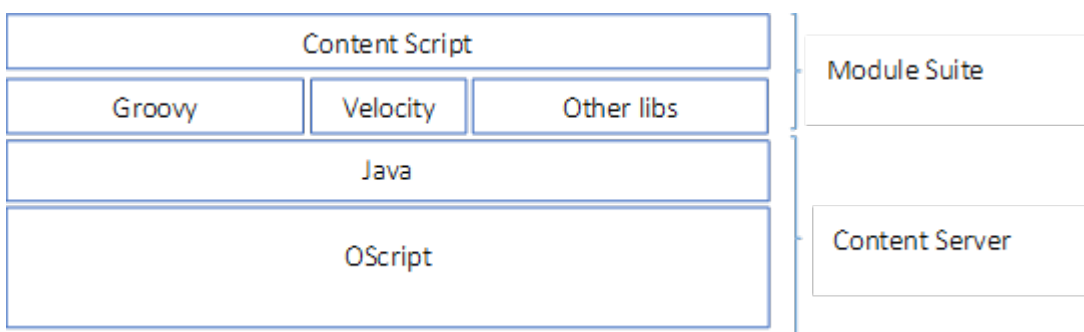 Content Script
Module Suite
Groovy Velocity Other libs
Java
Content Server
OScript